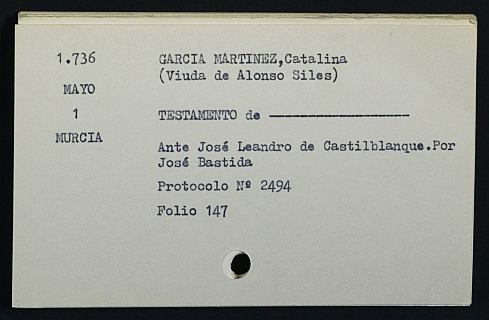 1.736 GARCIA MARTINEZ,Catalina
(Viuda de Alonso Siles)
MAYO
1 TESTAMENTO de --------------------
MURCIA
Ante José Leandro de Castilblanque.Por
José Bastida
Protocolo Nº 2494
Folio 147